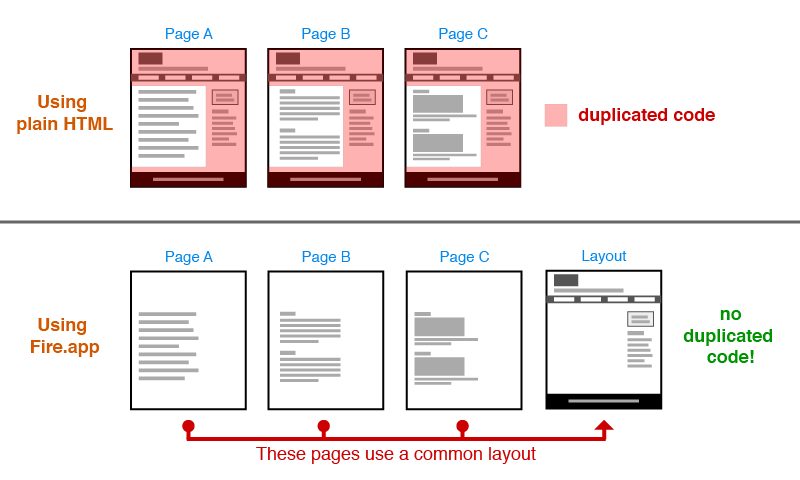 Page A
Page B
Page C
Using
plain HTML
duplicated code
Page A
Page B
Page C
Layout
Using
Fire.app
no
duplicated
code!
These pages use a common layout